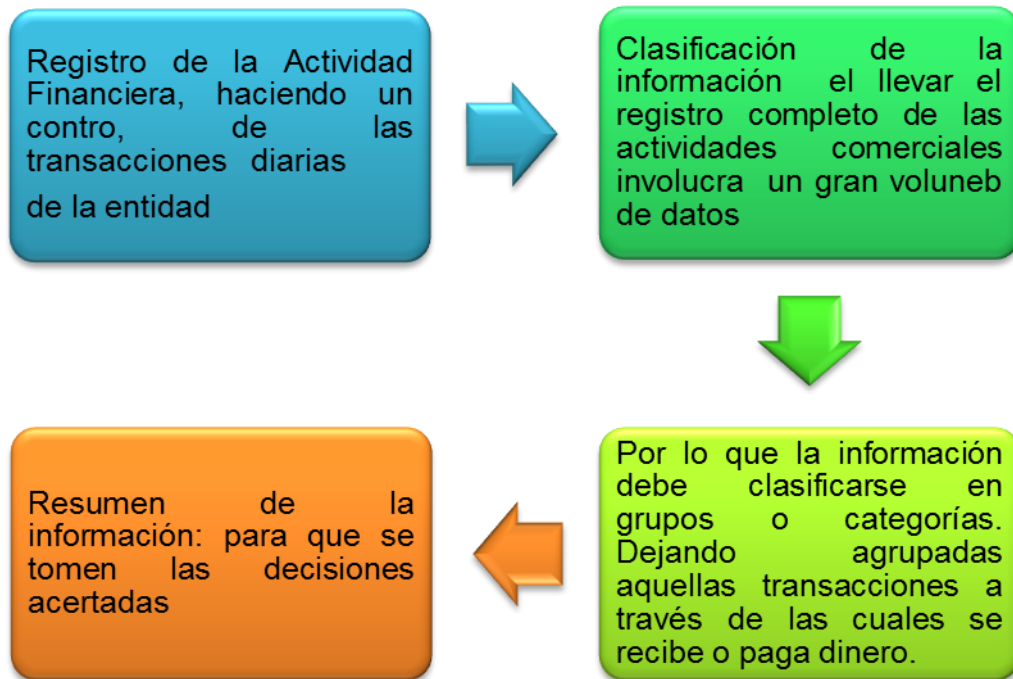 Registro de la Actividad
Financiera, haciendo un
contro, de las
transacciones diarias
de la entidad
Clasificación de la
información el llevar el
registro completo de las
actividades comerciales
involucra un gran voluneb
de datos
Por lo que la información
debe clasificarse en
grupos o categorías.
Dejando agrupadas
aquellas transacciones a
través de las cuales se
recibe o paga dinero.
Resumen de la
información: para que se
tomen las decisiones
acertadas